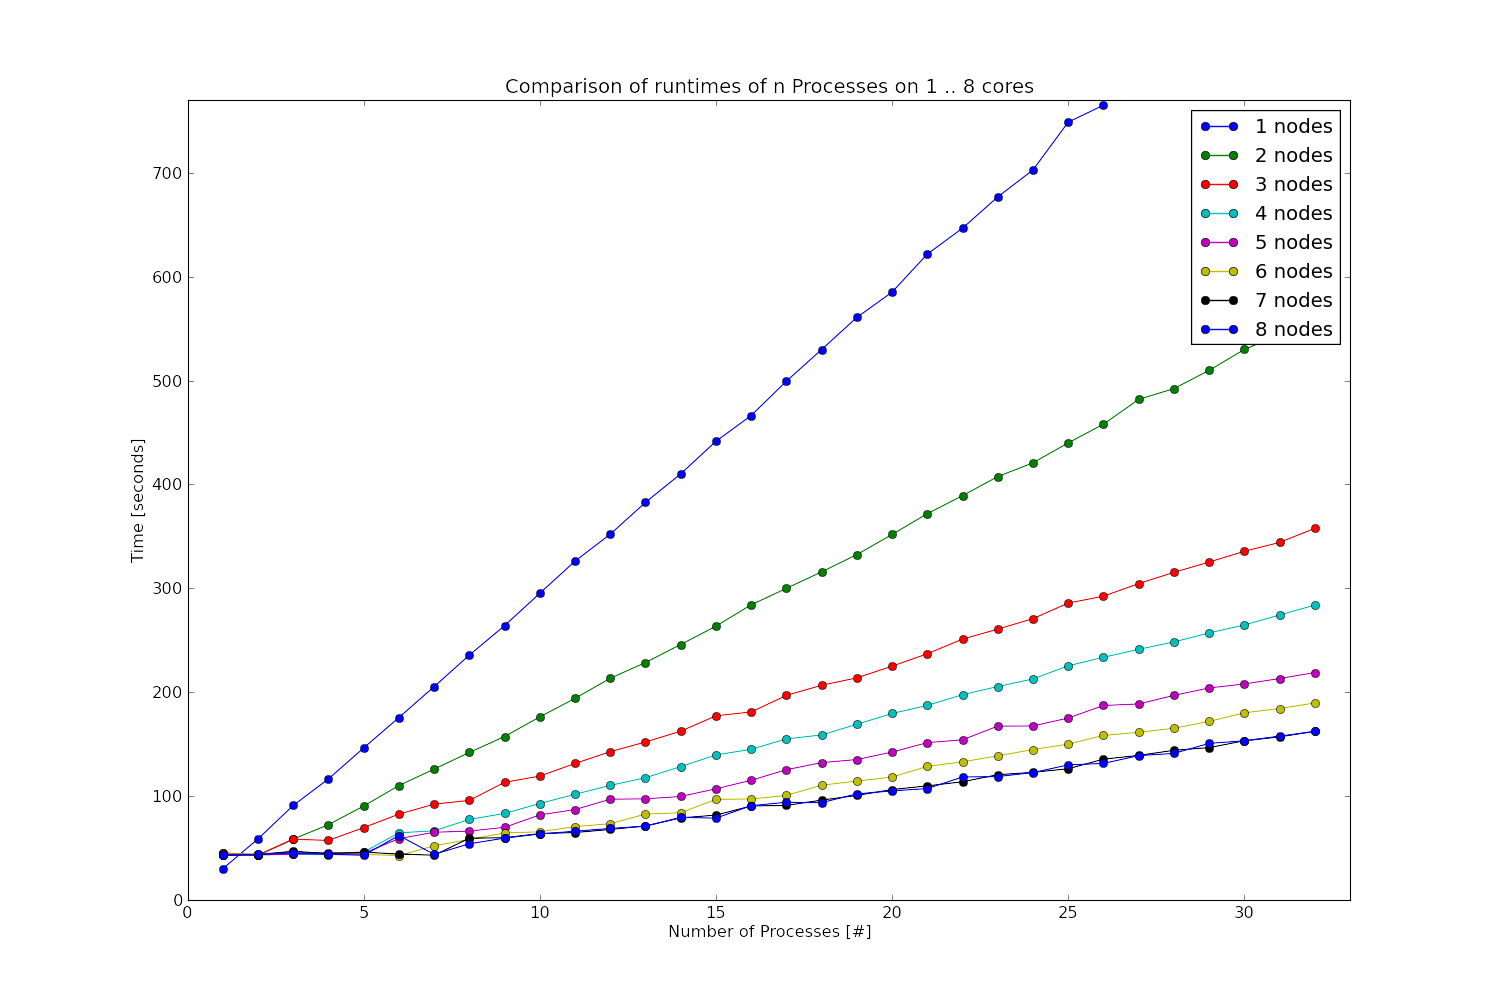 Comparison of runtimes of n Processes on 1 .. 8 cores
1 nodes
2 nodes
3 nodes
4 nodes
5 nodes
6 nodes
7 nodes
8 nodes
700
600
500
400
300
200
100
0
Time [seconds]
0 5 10 15 20 25 30
Number of Processes [#]